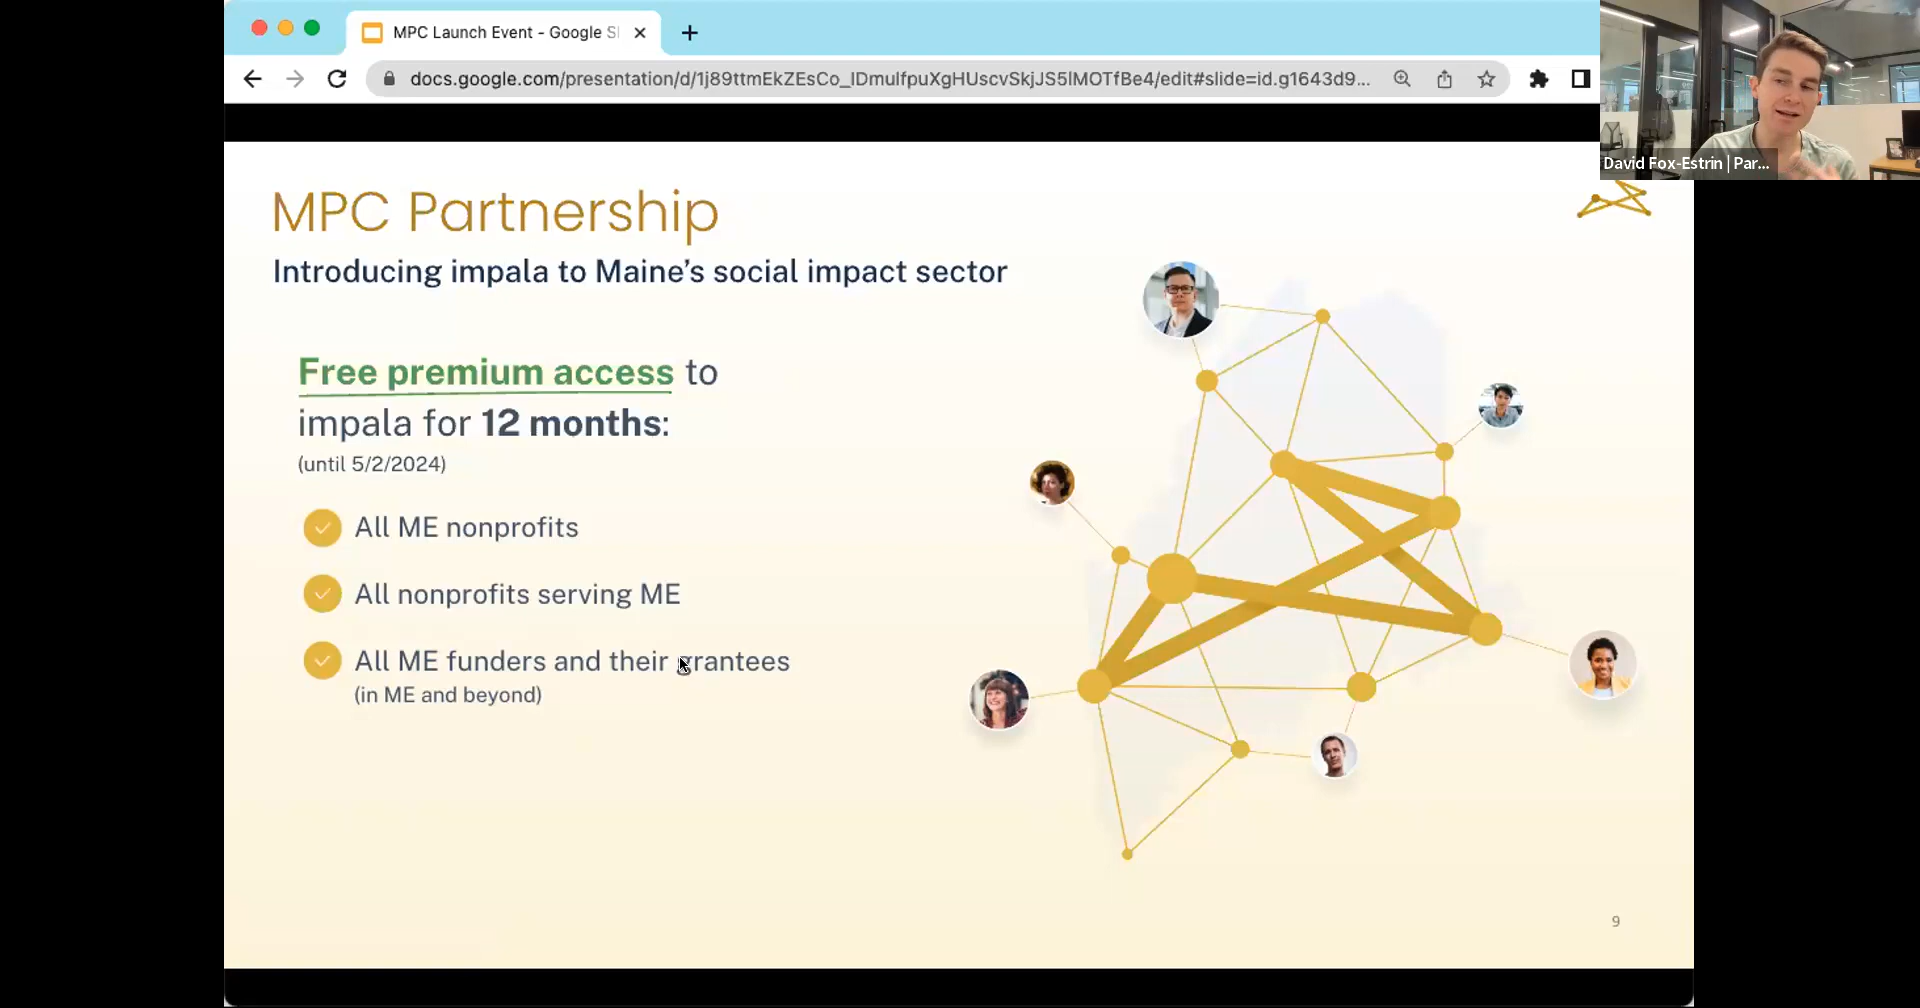 MPC Launch Event - Google Sl
docs.google.com/presentation/d/1j89ttmEkZEsCo_IDmulfpuXgHUscvSkjJS5lMOTfBe4/edit#slide=id.g1643d9...
David Fox-Estrin | Par...
MPC Partnership
Introducing impala to Maine's social impact sector
Free premium access to
impala for 12 months:
(until 5/2/2024)
All ME nonprofits
All nonprofits serving ME
All ME funders and their grantees
(in ME and beyond)
9